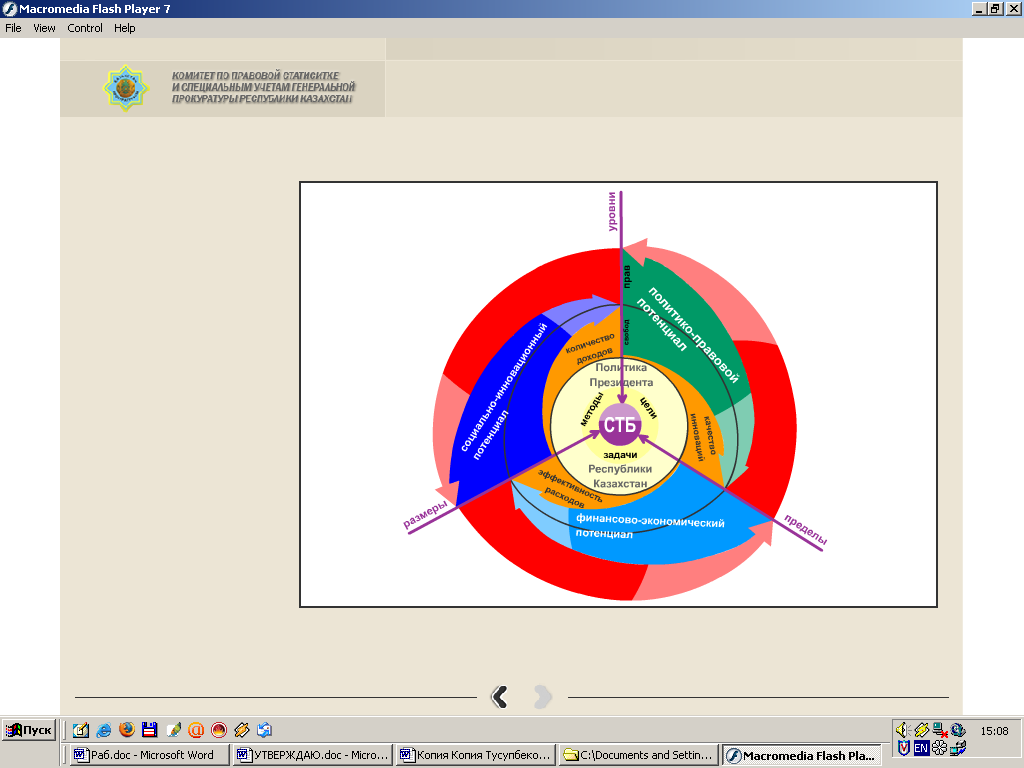 Macromedia Flash Player 7
File View Control Help
КОМИТЕТ ПО ПРАВОВОЙ СТАТИСИТКЕ
И СПЕЦИАЛЬНЫМ УЧЕТАМ ГЕНЕРАЛЬНОЙ
ПРОКУРАТУРЫ РЕСПУБЛИКИ КАЗАХСТАН
уровни
прав
свобод
политико-правовой
потенциал
социально-инновационный
потенциал
количество
доходов
Политика
Президента
методы
цели
СТБ
задачи
Республики
Казахстан
качество
инноваций
эффективность
расходов
финансово-экономический
потенциал
размеры
пределы
Пуск
EN
15:08
Раб.doc - Microsoft Word
УТВЕРЖДАЮ.doc - Micro...
Копия Копия Тусупбеко...
C:\Documents and Settin...
Macromedia Flash Pla...